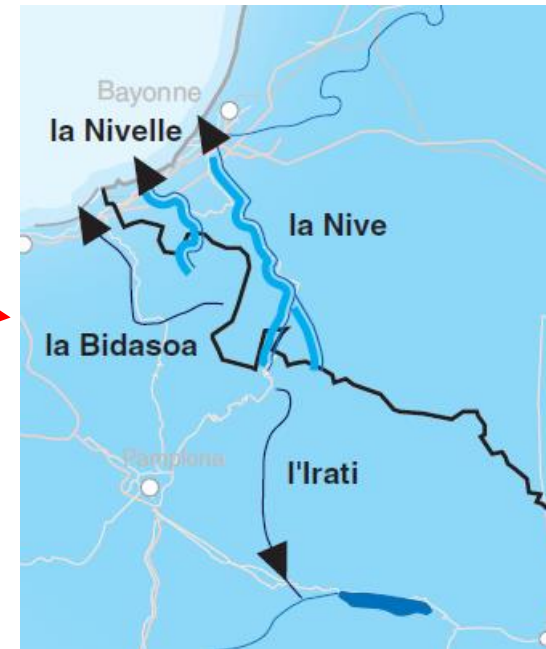 Bayonne
la Nivelle
la Nive
la Bidasoa
Pamplona
l'Irati